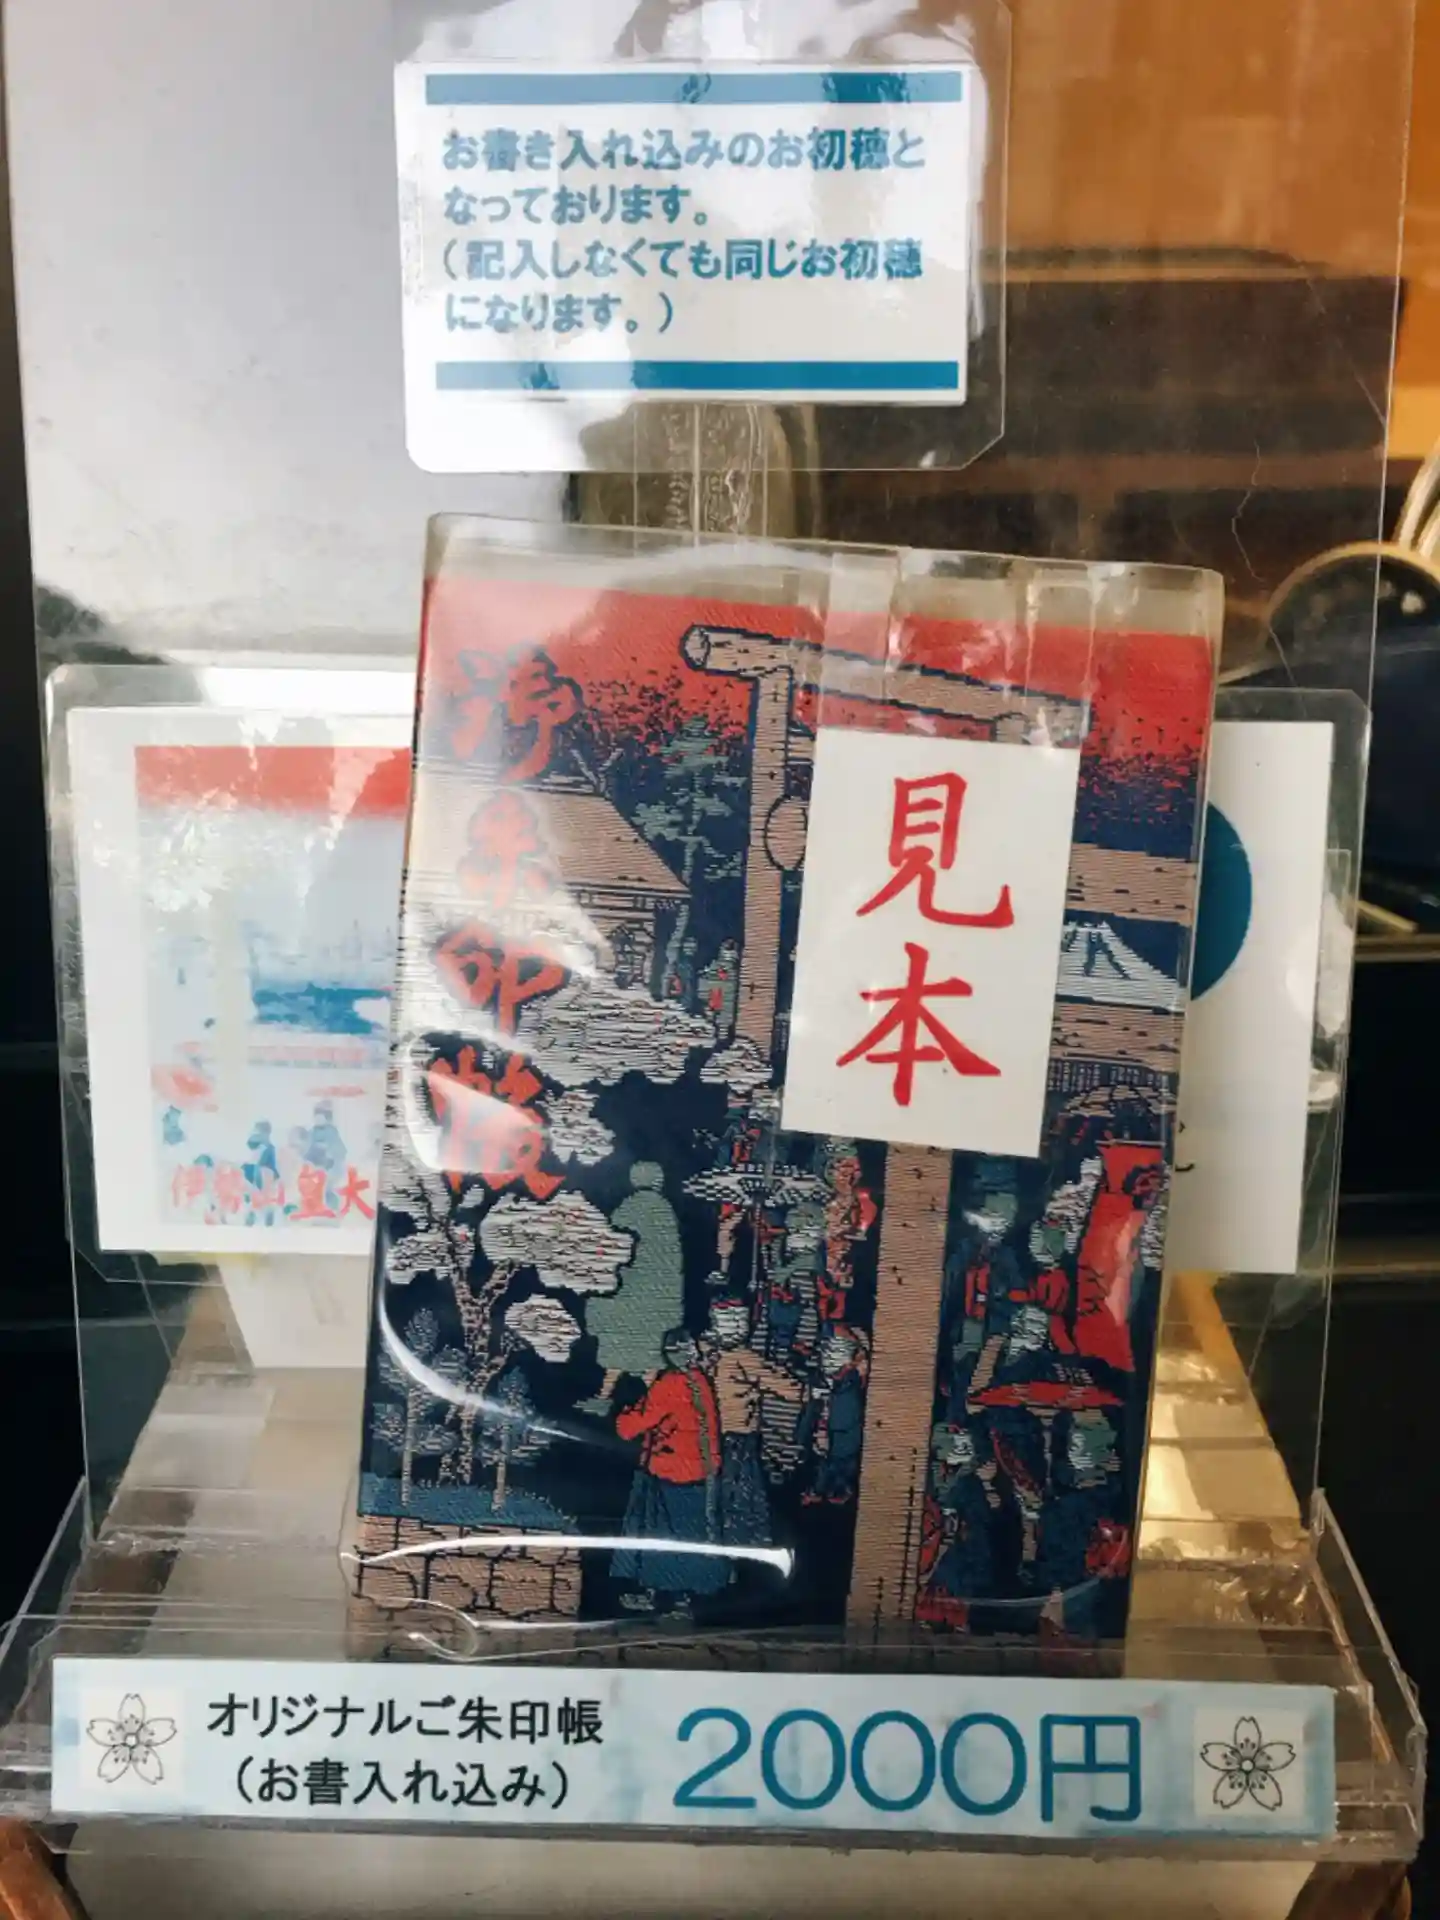 お書き入れ込みのお初穂と
なっております。
（記入しなくても同じお初穂
になります。）
御朱印帳
見本
伊勢山皇大
オリジナルご朱印帳
（お書入れ込み）
2000円